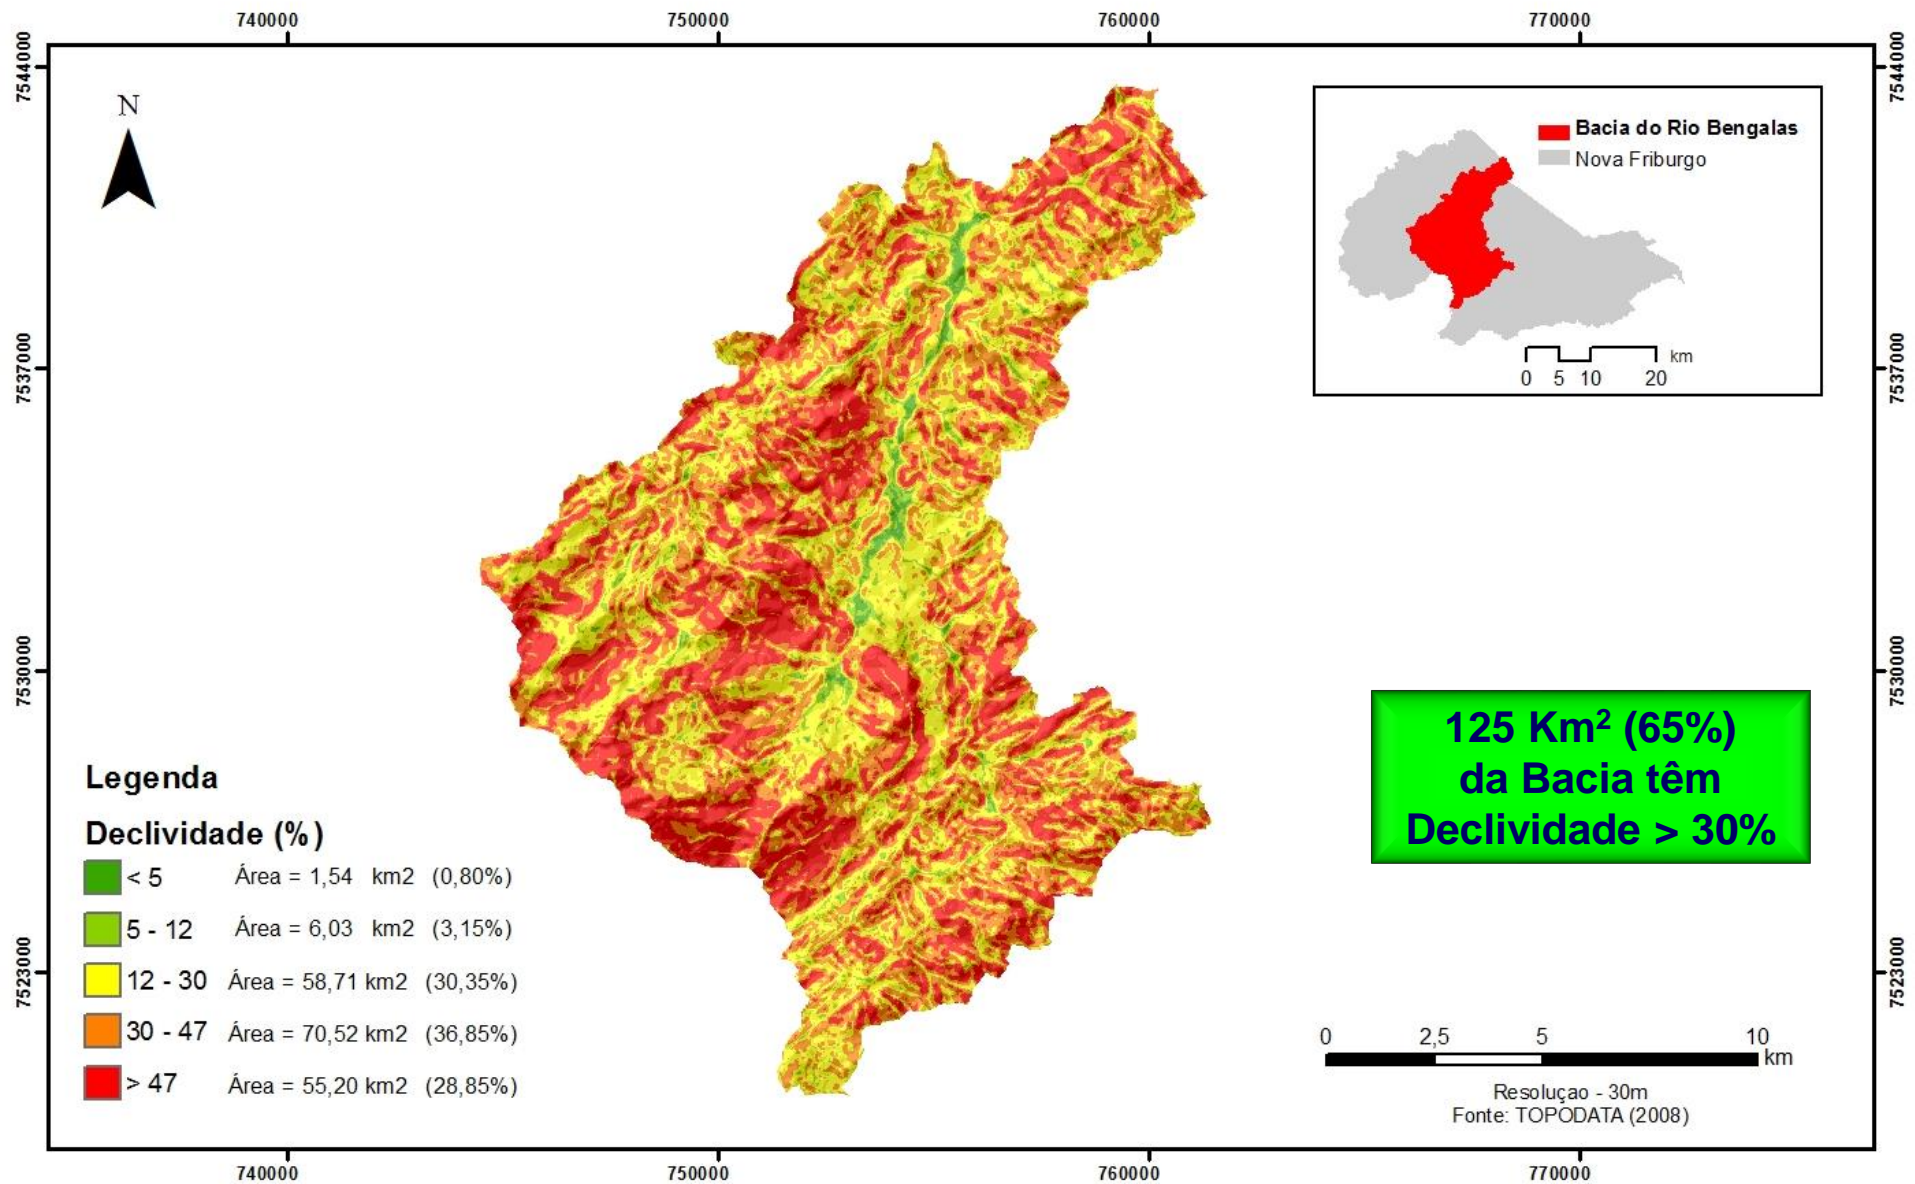 740000 750000 760000 770000
7544000 7544000
N
Bacia do Rio Bengalas
Nova Friburgo
km
0 5 10 20
7537000 7537000
7530000 7530000
125 Km² (65%)
da Bacia têm
Declividade > 30%
Legenda
Declividade (%)
< 5 Área = 1,54 km2 (0,80%)
5 - 12 Área = 6,03 km2 (3,15%)
12 - 30 Área = 58,71 km2 (30,35%)
30 - 47 Área = 70,52 km2 (36,85%)
> 47 Área = 55,20 km2 (28,85%)
7523000 7523000
0 2,5 5 10
km
Resoluçao - 30m
Fonte: TOPODATA (2008)
740000 750000 760000 770000